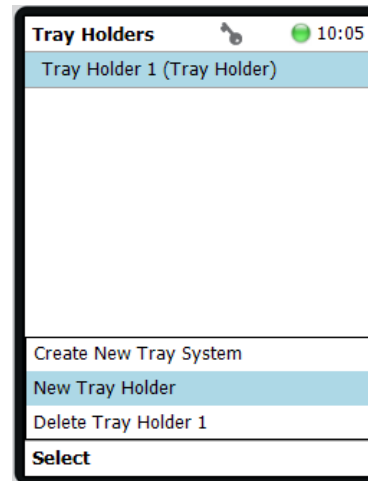 Tray Holders 10:05
Tray Holder 1 (Tray Holder)
Create New Tray System
New Tray Holder
Delete Tray Holder 1
Select